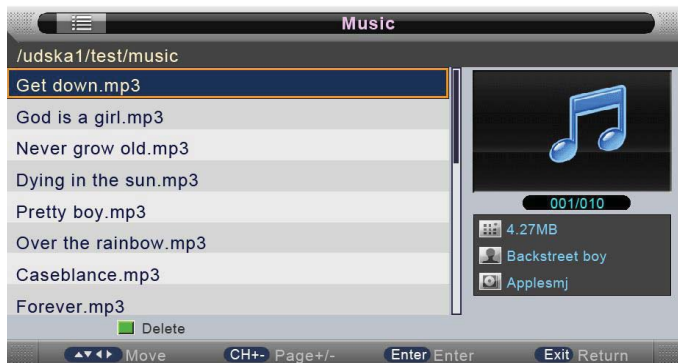 Music
/udska1/test/music
Get down.mp3
God is a girl.mp3
Never grow old.mp3
Dying in the sun.mp3
Pretty boy.mp3
Over the rainbow.mp3
Caseblance.mp3
Forever.mp3
001/010
4.27MB
Backstreet boy
Applesmj
Delete
Move CH+- Page+/- Enter Enter Exit Return